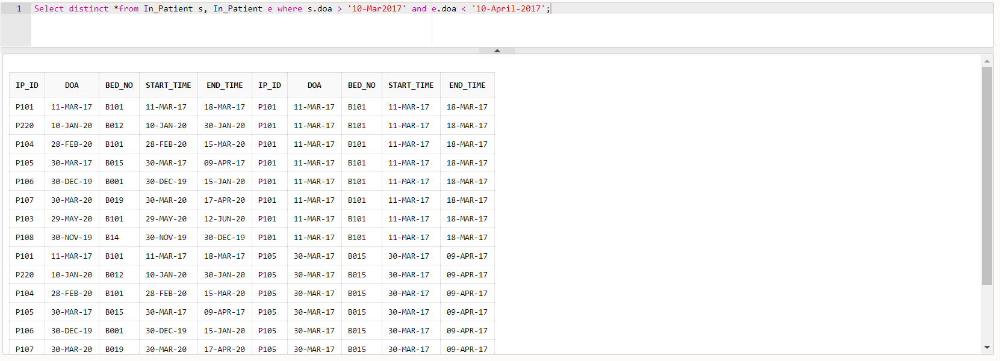 1 Select distinct *from In_Patient s, In_Patient e where s.doa > '10-Mar2017' and e.doa < '10-April-2017';
IP_ID DOA BED_NO START_TIME END_TIME IP_ID DOA BED_NO START_TIME END_TIME
P101 11-MAR-17 B101 11-MAR-17 18-MAR-17 P101 11-MAR-17 B101 11-MAR-17 18-MAR-17
P220 10-JAN-20 B012 10-JAN-20 30-JAN-20 P101 11-MAR-17 B101 11-MAR-17 18-MAR-17
P104 28-FEB-20 B101 28-FEB-20 15-MAR-20 P101 11-MAR-17 B101 11-MAR-17 18-MAR-17
P105 30-MAR-17 B015 30-MAR-17 09-APR-17 P101 11-MAR-17 B101 11-MAR-17 18-MAR-17
P106 30-DEC-19 B001 30-DEC-19 15-JAN-20 P101 11-MAR-17 B101 11-MAR-17 18-MAR-17
P107 30-MAR-20 B019 30-MAR-20 17-APR-20 P101 11-MAR-17 B101 11-MAR-17 18-MAR-17
P103 29-MAY-20 B101 29-MAY-20 12-JUN-20 P101 11-MAR-17 B101 11-MAR-17 18-MAR-17
P108 30-NOV-19 B14 30-NOV-19 30-DEC-19 P101 11-MAR-17 B101 11-MAR-17 18-MAR-17
P101 11-MAR-17 B101 11-MAR-17 18-MAR-17 P105 30-MAR-17 B015 30-MAR-17 09-APR-17
P220 10-JAN-20 B012 10-JAN-20 30-JAN-20 P105 30-MAR-17 B015 30-MAR-17 09-APR-17
P104 28-FEB-20 B101 28-FEB-20 15-MAR-20 P105 30-MAR-17 B015 30-MAR-17 09-APR-17
P105 30-MAR-17 B015 30-MAR-17 09-APR-17 P105 30-MAR-17 B015 30-MAR-17 09-APR-17
P106 30-DEC-19 B001 30-DEC-19 15-JAN-20 P105 30-MAR-17 B015 30-MAR-17 09-APR-17
P107 30-MAR-20 B019 30-MAR-20 17-APR-20 P105 30-MAR-17 B015 30-MAR-17 09-APR-17